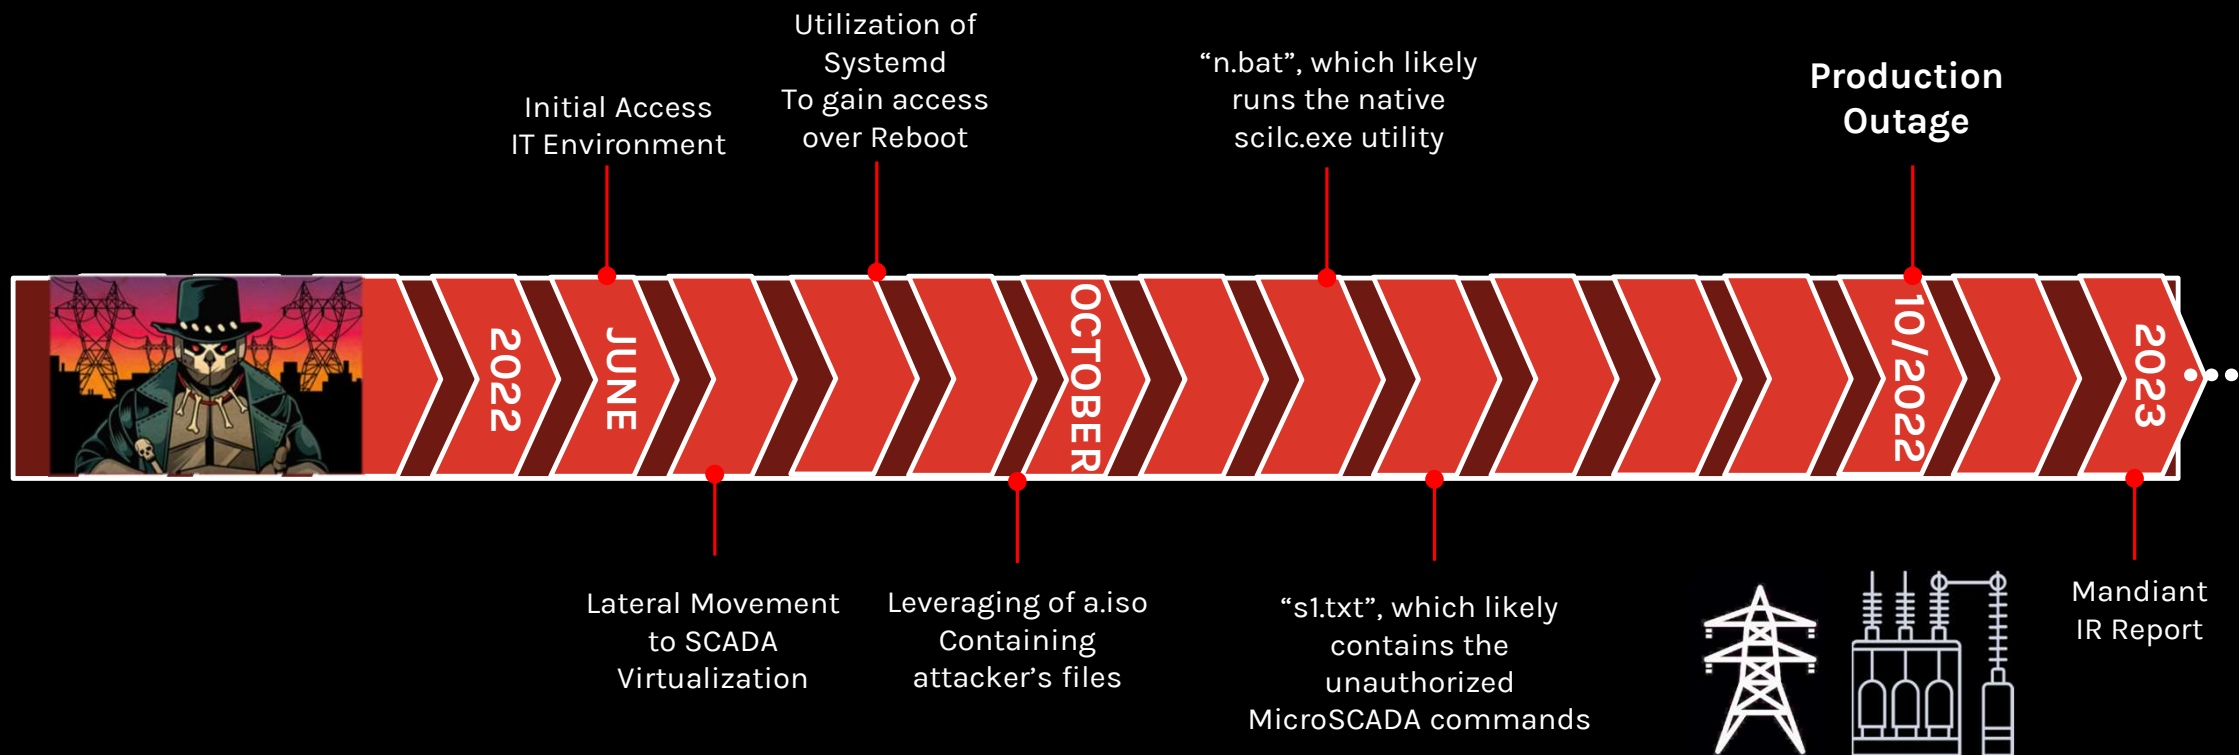 Initial Access
IT Environment
Utilization of
Systemd
To gain access
over Reboot
“n.bat”, which likely
runs the native
scilc.exe utility
Production
Outage
2022
JUNE
OCTOBER
10/2022
2023
Lateral Movement
to SCADA
Virtualization
Leveraging of a.iso
Containing
attacker’s files
“s1.txt”, which likely
contains the
unauthorized
MicroSCADA commands
Mandiant
IR Report